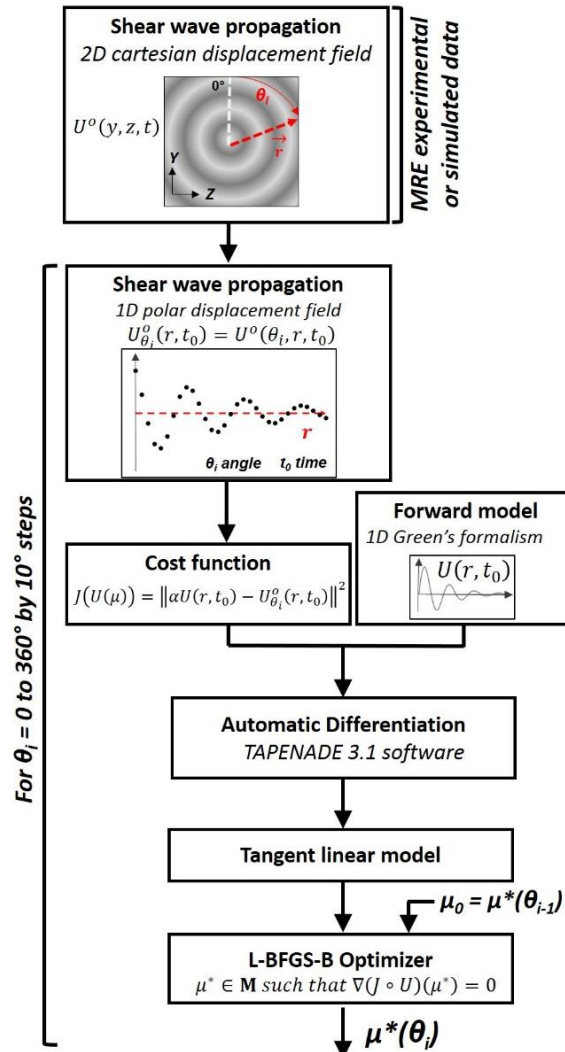 Shear wave propagation
2D cartesian displacement field
0°
θi
U^o(y, z, t)
r
Y
Z
MRE experimental
or simulated data
Shear wave propagation
1D polar displacement field
U^o_θi(r, t0) = U^o(θi, r, t0)
r
θi angle t0 time
For θi = 0 to 360° by 10° steps
Forward model
1D Green's formalism
U(r, t0)
Cost function
J(U(μ)) = ‖αU(r, t0) − U^o_θi(r, t0)‖²
Automatic Differentiation
TAPENADE 3.1 software
Tangent linear model
μ0 = μ*(θi-1)
L-BFGS-B Optimizer
μ* ∈ M such that ∇(J ∘ U)(μ*) = 0
μ*(θi)